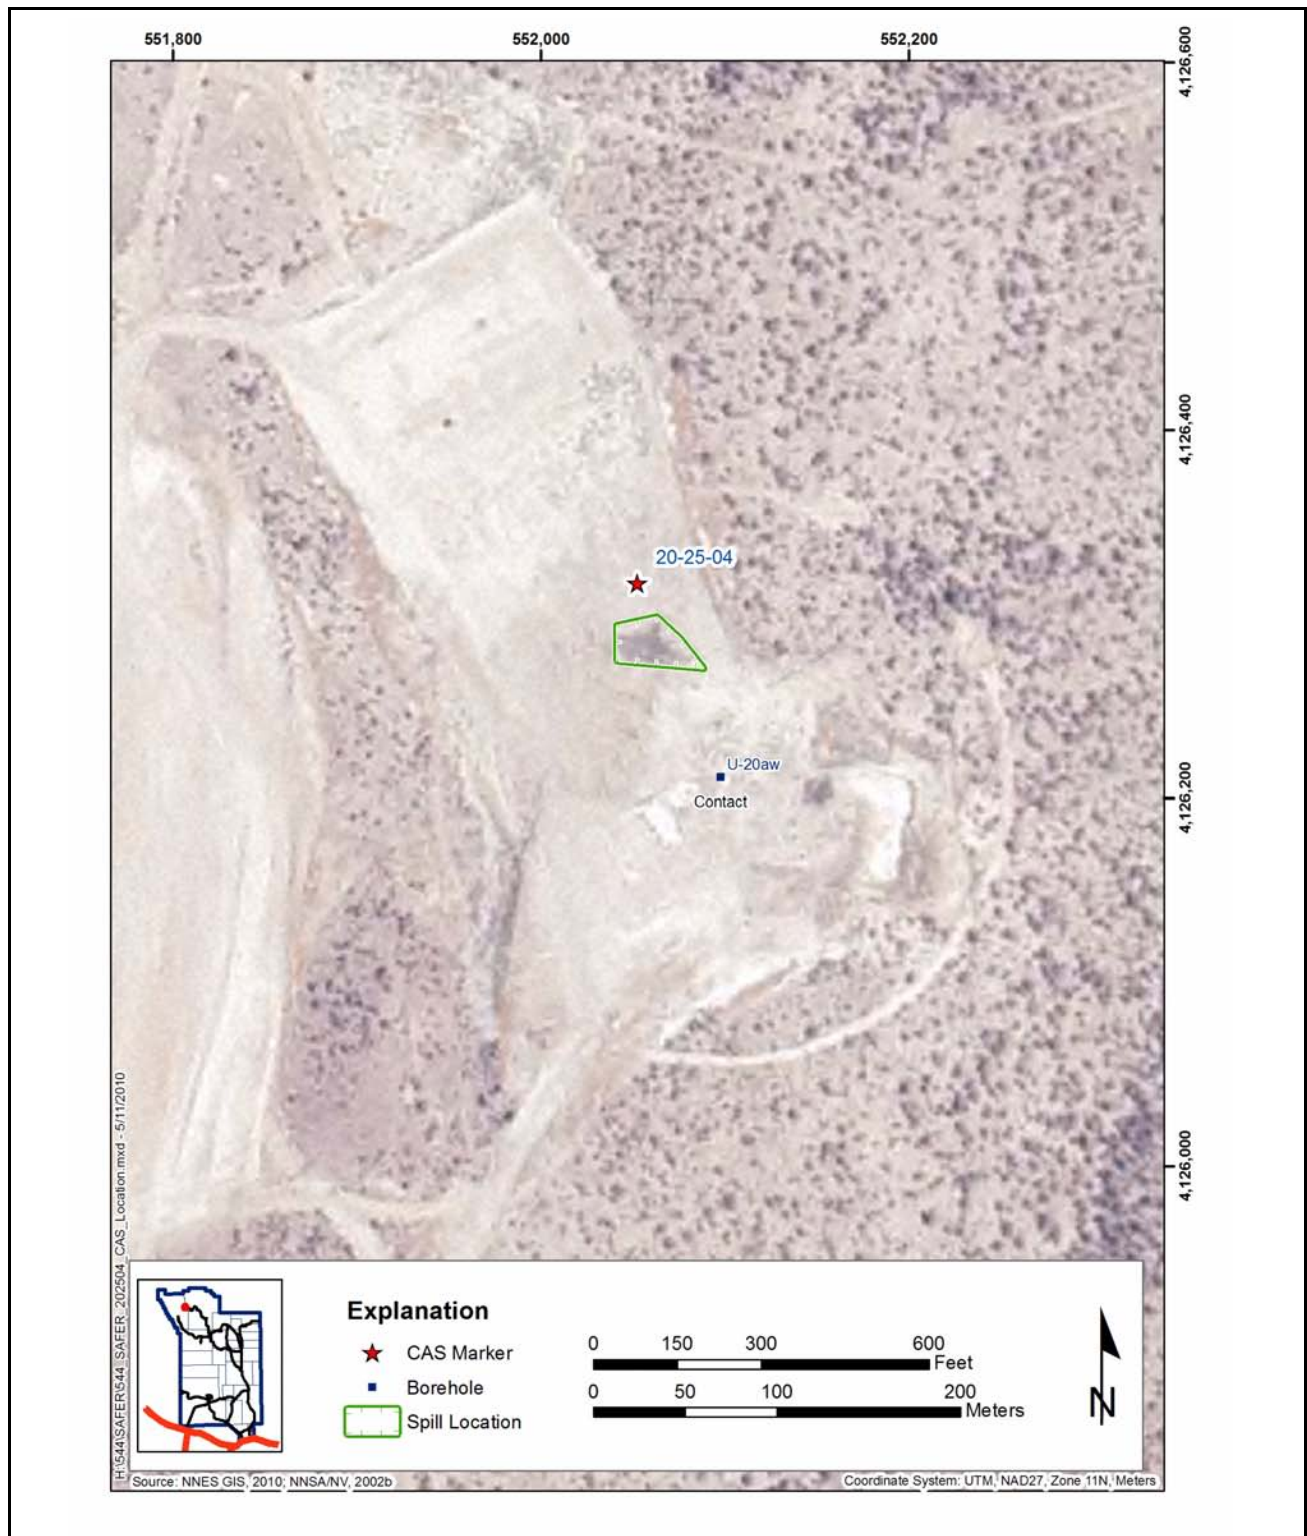 551,800
552,000
552,200
4,126,600
4,126,400
20-25-04
U-20aw
Contact
4,126,200
4,126,000
H:\544\SAFER\544_SAFER_202504_CAS_Location.mxd - 5/11/2010
Explanation
CAS Marker
Borehole
Spill Location
0 150 300 600
Feet
0 50 100 200
Meters
N
Source: NNES GIS, 2010; NNSA/NV, 2002b
Coordinate System: UTM, NAD27, Zone 11N, Meters